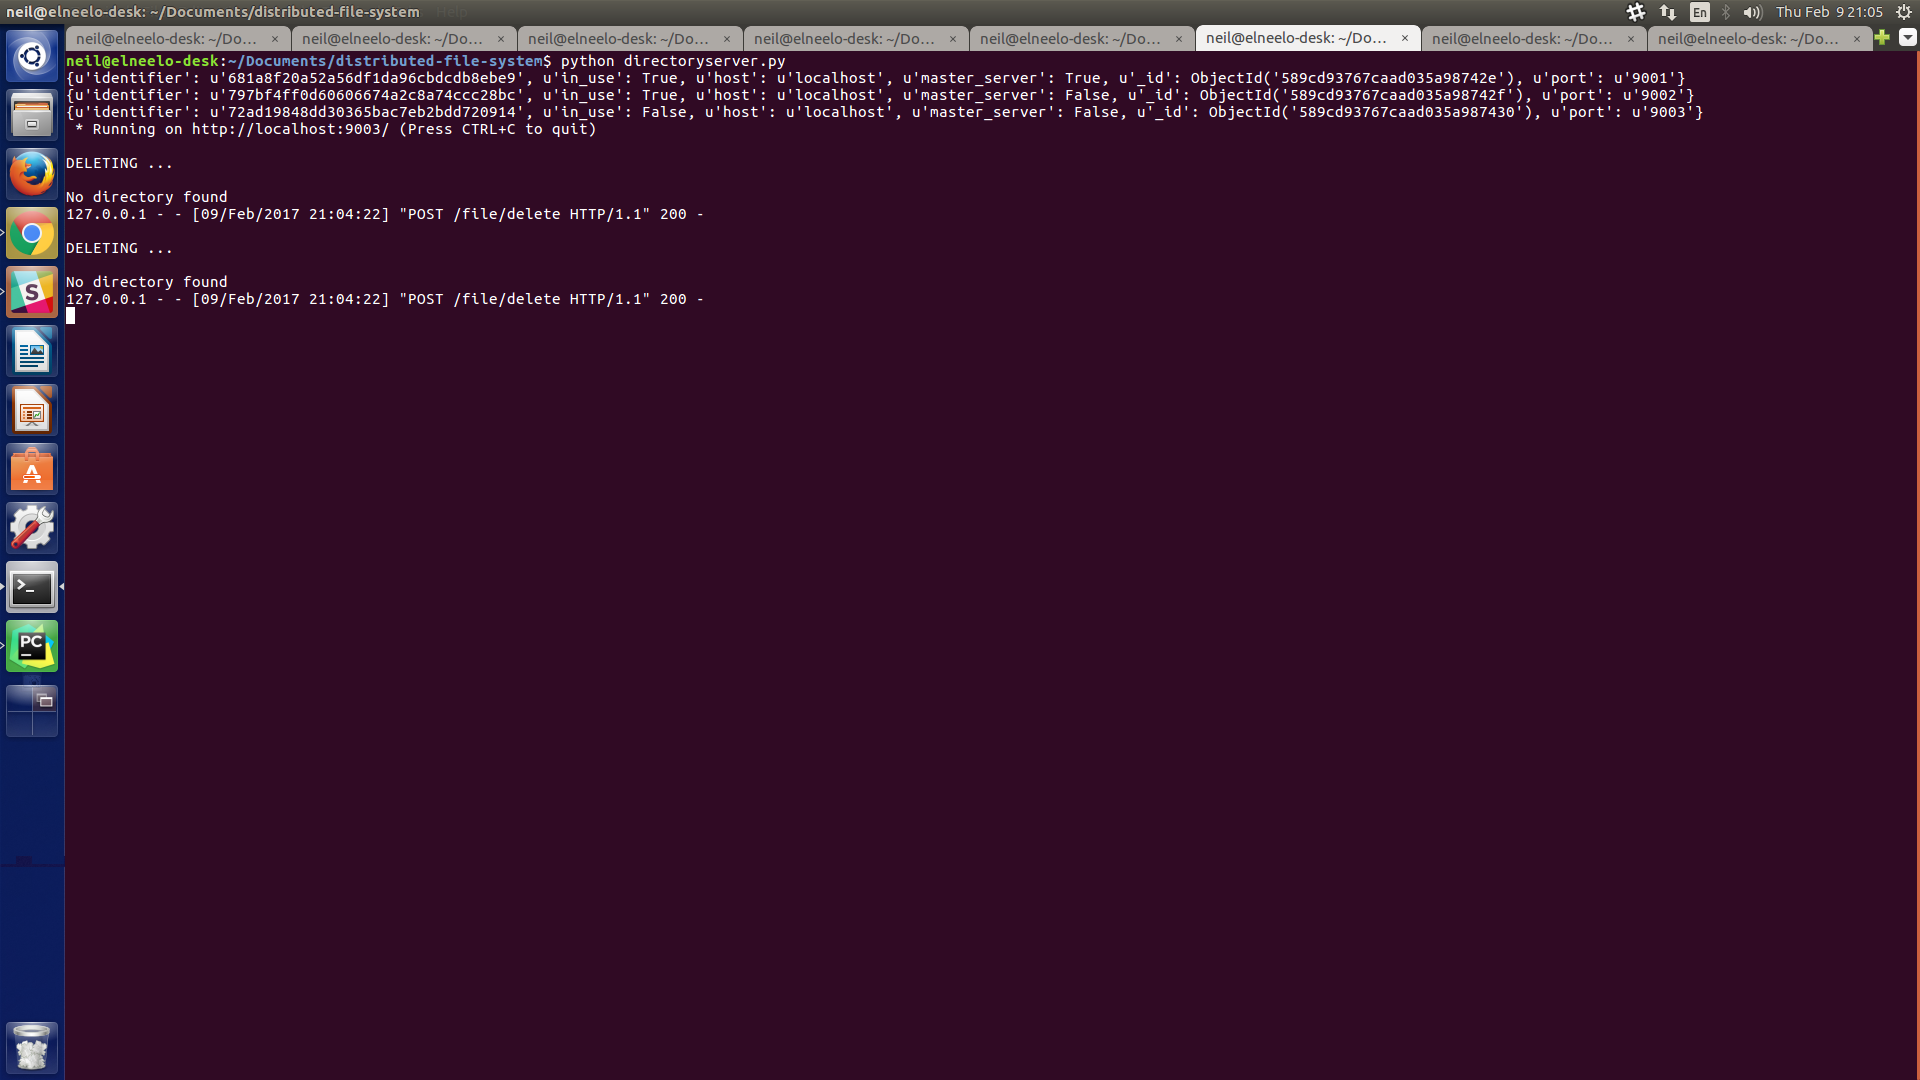 neil@elneelo-desk: ~/Documents/distributed-file-system Help
En Thu Feb 9 21:05
neil@elneelo-desk: ~/Do... × neil@elneelo-desk: ~/Do... × neil@elneelo-desk: ~/Do... × neil@elneelo-desk: ~/Do... × neil@elneelo-desk: ~/Do... × neil@elneelo-desk: ~/Do... × neil@elneelo-desk: ~/Do... × neil@elneelo-desk: ~/Do... ×
neil@elneelo-desk:~/Documents/distributed-file-system$ python directoryserver.py
{u'identifier': u'681a8f20a52a56df1da96cbdcdb8ebe9', u'in_use': True, u'host': u'localhost', u'master_server': True, u'_id': ObjectId('589cd93767caad035a98742e'), u'port': u'9001'}
{u'identifier': u'797bf4ff0d60606674a2c8a74ccc28bc', u'in_use': True, u'host': u'localhost', u'master_server': False, u'_id': ObjectId('589cd93767caad035a98742f'), u'port': u'9002'}
{u'identifier': u'72ad19848dd30365bac7eb2bdd720914', u'in_use': False, u'host': u'localhost', u'master_server': False, u'_id': ObjectId('589cd93767caad035a987430'), u'port': u'9003'}
 * Running on http://localhost:9003/ (Press CTRL+C to quit)
DELETING ...
No directory found
127.0.0.1 - - [09/Feb/2017 21:04:22] "POST /file/delete HTTP/1.1" 200 -
DELETING ...
No directory found
127.0.0.1 - - [09/Feb/2017 21:04:22] "POST /file/delete HTTP/1.1" 200 -
S
A
>_
PC